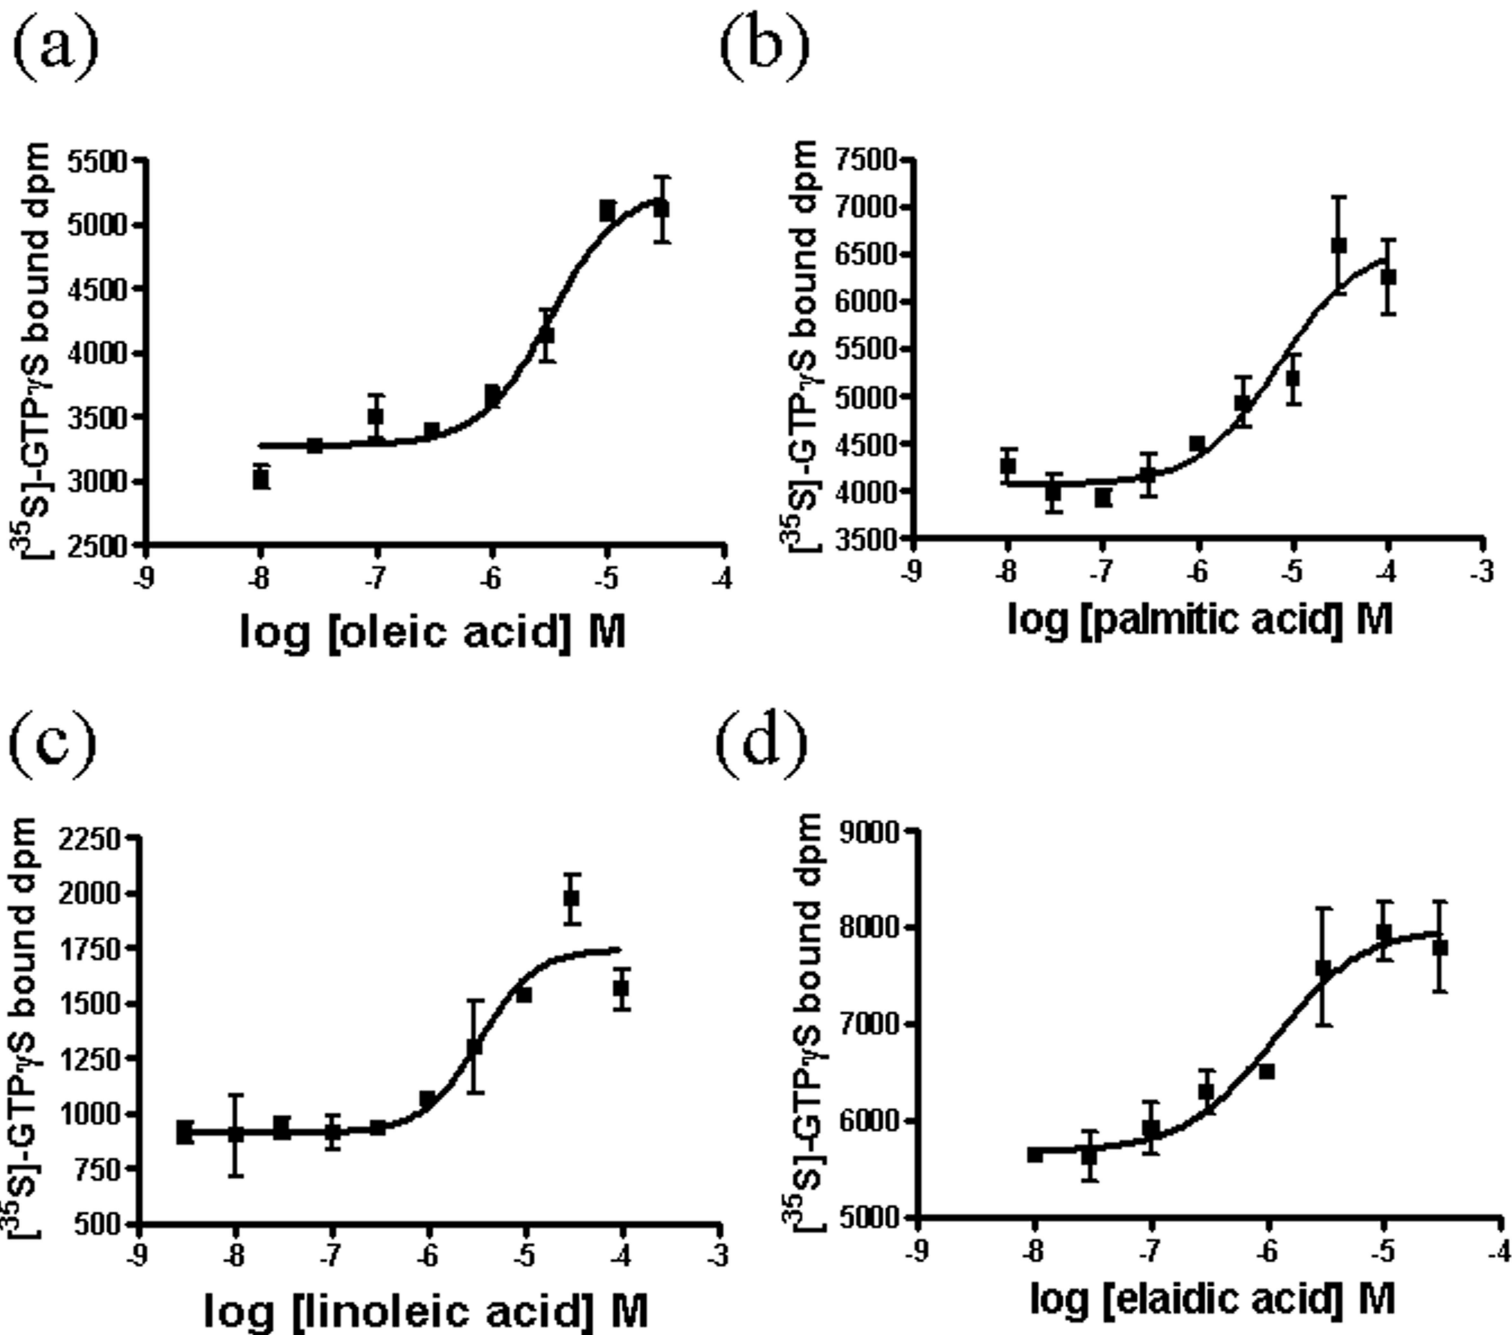 (a)
[35S]-GTPγS bound dpm
5500
5000
4500
4000
3500
3000
2500
-9 -8 -7 -6 -5 -4
log [oleic acid] M
(b)
[35S]-GTPγS bound dpm
7500
7000
6500
6000
5500
5000
4500
4000
3500
-9 -8 -7 -6 -5 -4 -3
log [palmitic acid] M
(c)
[35S]-GTPγS bound dpm
2250
2000
1750
1500
1250
1000
750
500
-9 -8 -7 -6 -5 -4 -3
log [linoleic acid] M
(d)
[35S]-GTPγS bound dpm
9000
8000
7000
6000
5000
-9 -8 -7 -6 -5 -4
log [elaidic acid] M